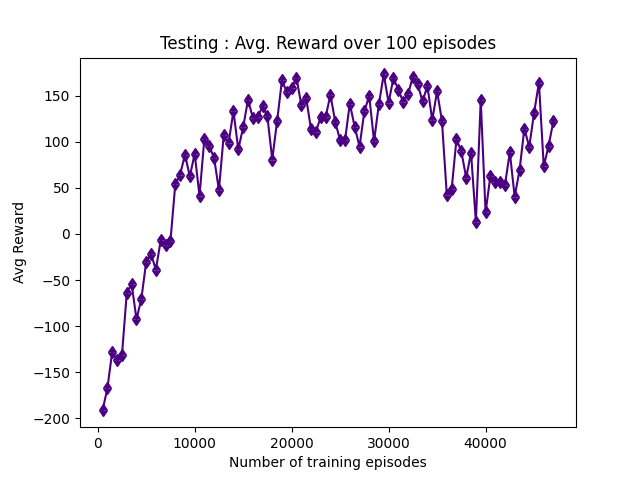 Testing : Avg. Reward over 100 episodes
150
100
50
0
−50
−100
−150
−200
Avg Reward
0 10000 20000 30000 40000
Number of training episodes